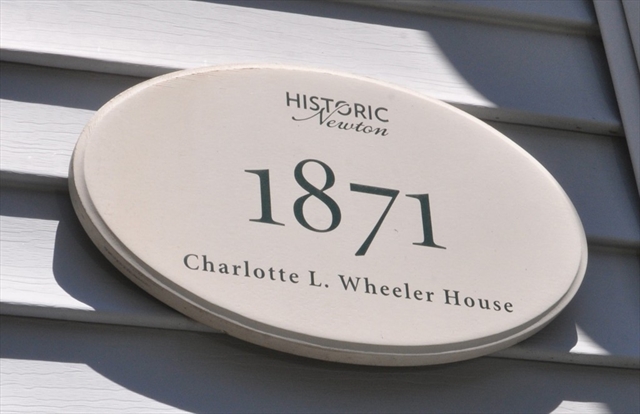 HISTORIC
Newton
1871
Charlotte L. Wheeler House